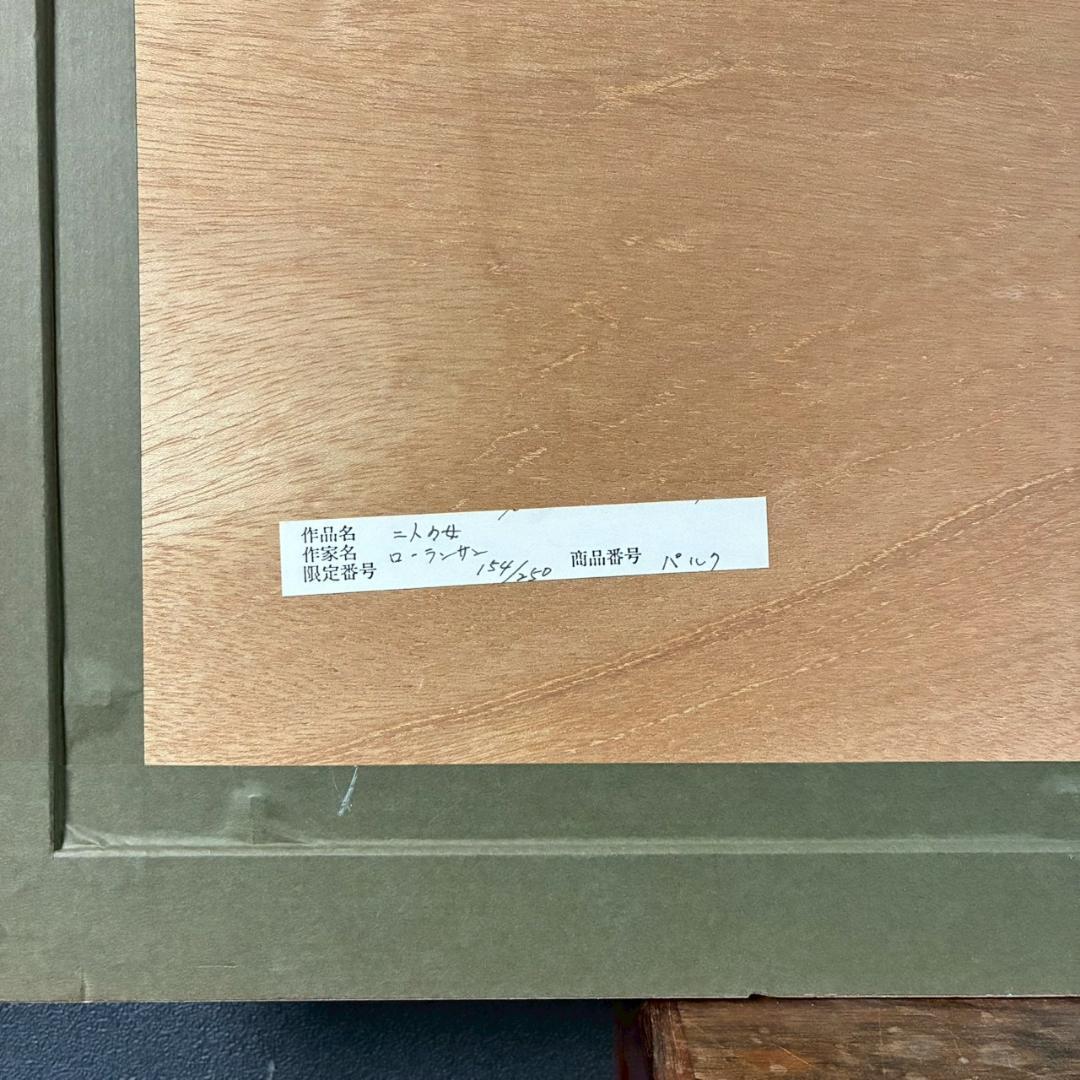 作品名 二人の女
作家名 ローランサン
限定番号 154/250 商品番号 パルク